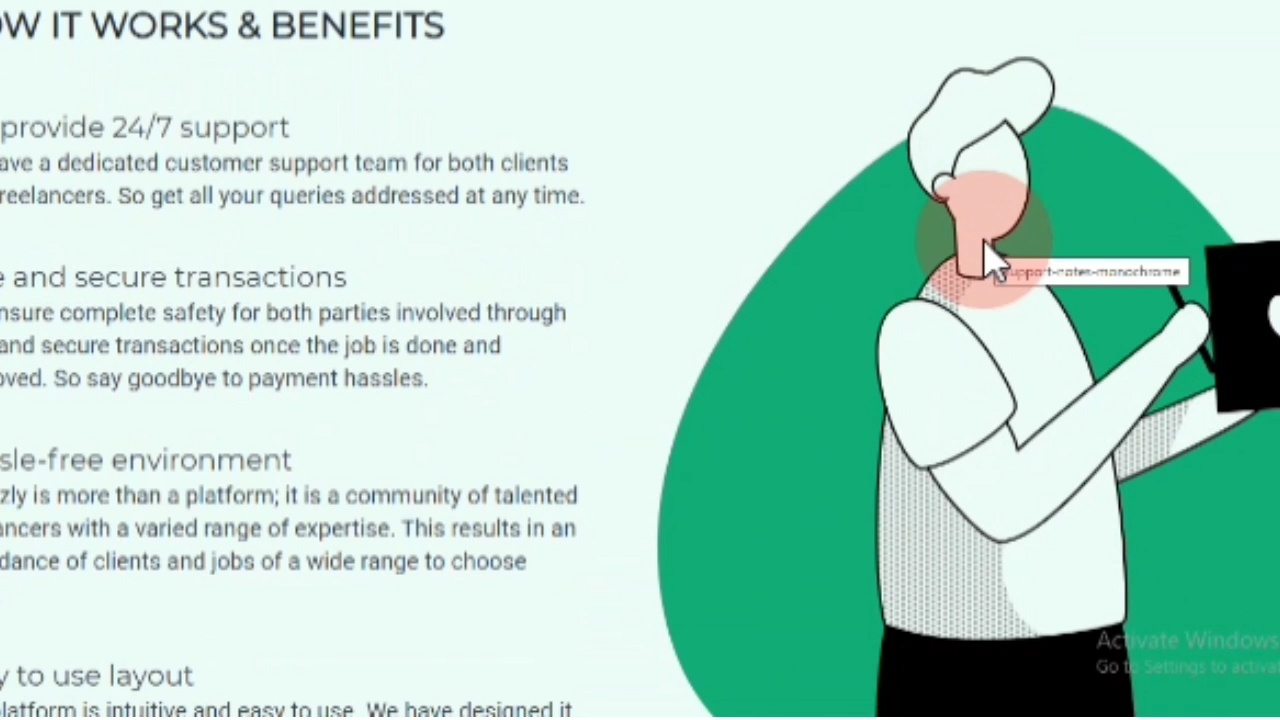 OW IT WORKS & BENEFITS
provide 24/7 support
ave a dedicated customer support team for both clients
reelancers. So get all your queries addressed at any time.
e and secure transactions
nsure complete safety for both parties involved through
and secure transactions once the job is done and
oved. So say goodbye to payment hassles.
sle-free environment
zly is more than a platform; it is a community of talented
ancers with a varied range of expertise. This results in an
dance of clients and jobs of a wide range to choose
y to use layout
platform is intuitive and easy to use. We have designed it
support-notes-monochrome
Activate Windows
Go to Settings to activat